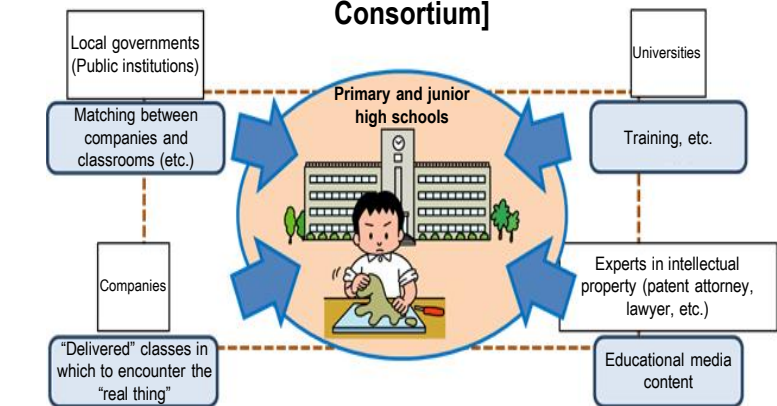 Consortium]
Local governments
(Public institutions)
Matching between
companies and
classrooms (etc.)
Primary and junior
high schools
Universities
Training, etc.
Companies
“Delivered” classes in
which to encounter the
“real thing”
Experts in intellectual
property (patent attorney,
lawyer, etc.)
Educational media
content